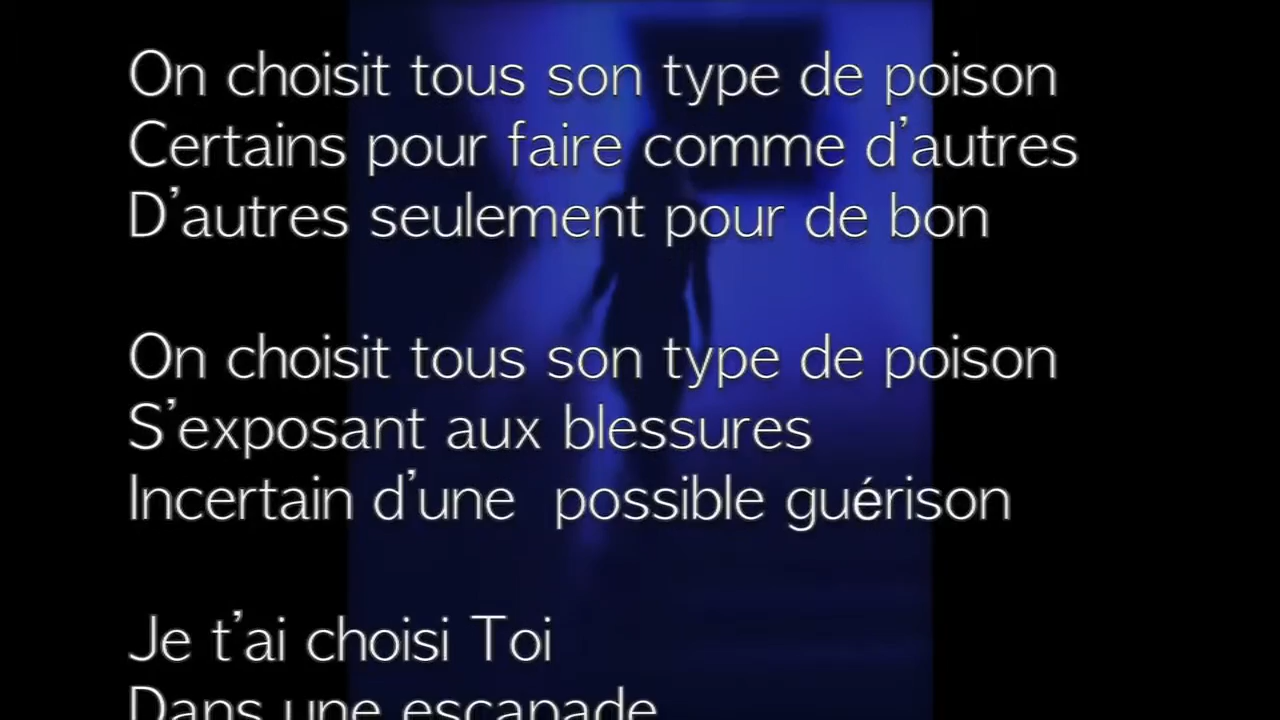 On choisit tous son type de poison
Certains pour faire comme d'autres
D'autres seulement pour de bon
On choisit tous son type de poison
S'exposant aux blessures
Incertain d'une  possible guérison
Je t'ai choisi Toi
Dans une escapade